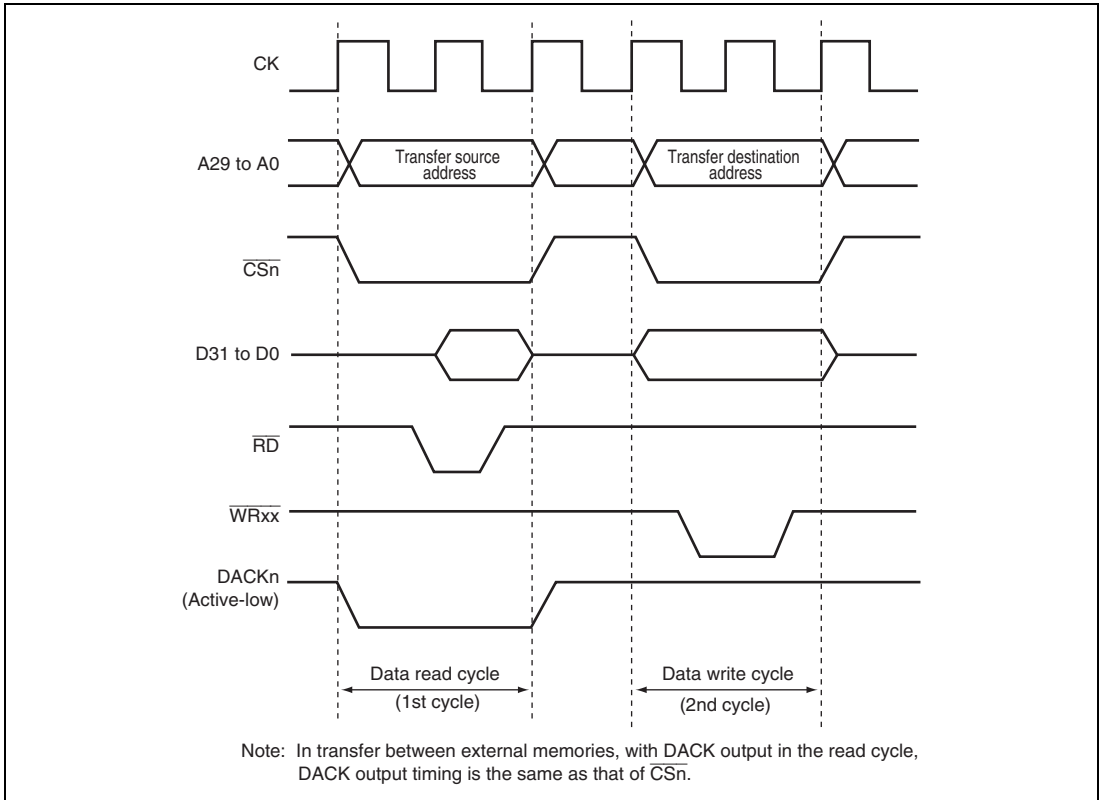 CK
A29 to A0
Transfer source
address
Transfer destination
address
CSn
D31 to D0
RD
WRxx
DACKn
(Active-low)
Data read cycle
(1st cycle)
Data write cycle
(2nd cycle)
Note: In transfer between external memories, with DACK output in the read cycle,
DACK output timing is the same as that of CSn.